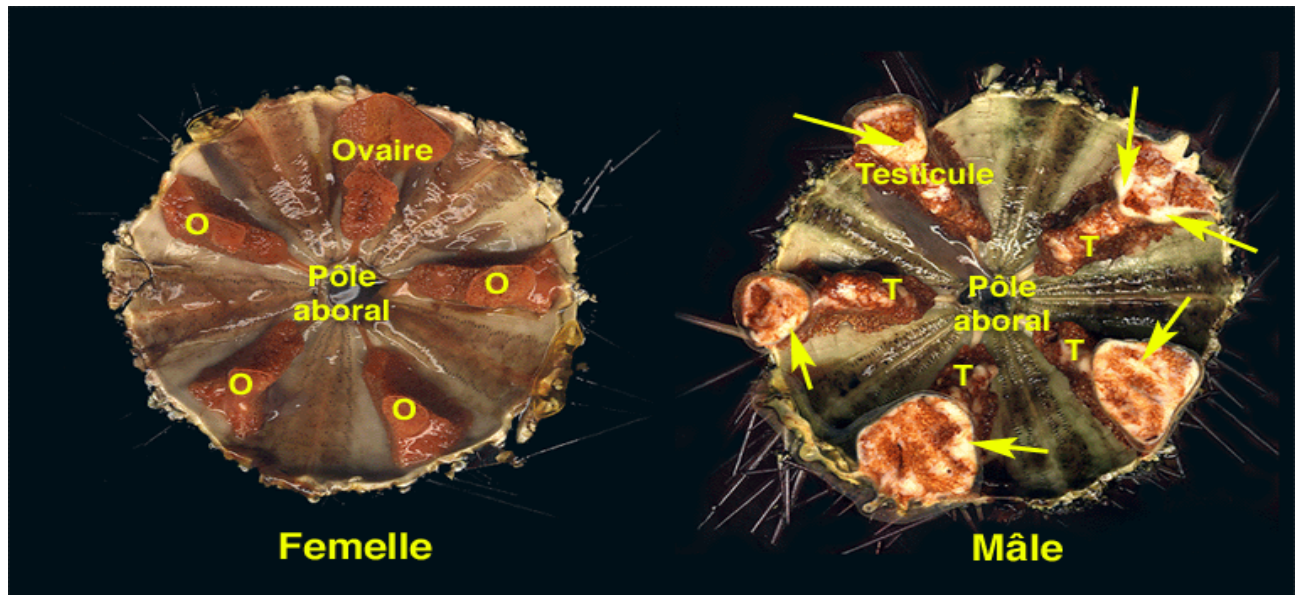 Ovaire
O
O
Pôle
aboral
O
O
Femelle
Testicule
T
T
Pôle
aboral
T
T
Mâle